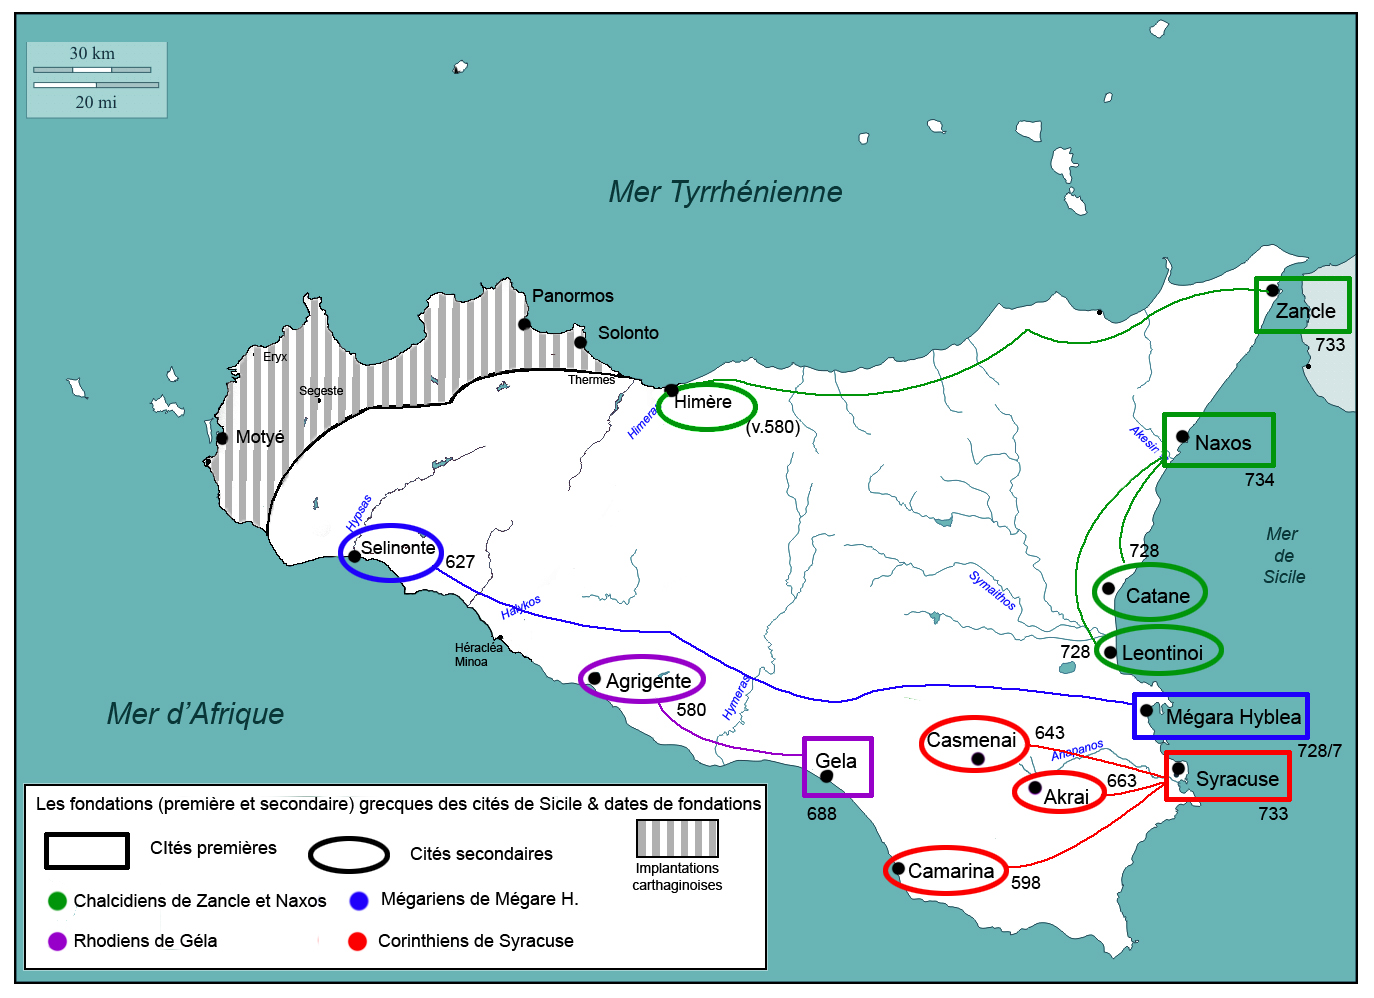 30 km
20 mi
Mer Tyrrhénienne
Panormos
Solonto
Zancle
733
Eryx
Segeste
Thermes
Himère
(v.580)
Himera
Motyé
Akesin
Naxos
734
Hypsas
Selinonte
627
Mer
de
Sicile
728
Catane
Symaithos
Halykos
Héracléa
Minoa
728
Leontinoi
Agrigente
580
Hymeras
Mer d'Afrique
Mégara Hyblea
728/7
Casmenai
643
Anapanos
Gela
688
Akrai
663
Syracuse
733
Camarina
598
Les fondations (première et secondaire) grecques des cités de Sicile & dates de fondations
CItés premières
Cités secondaires
Implantations
carthaginoises
Chalcidiens de Zancle et Naxos
Mégariens de Mégare H.
Rhodiens de Géla
Corinthiens de Syracuse